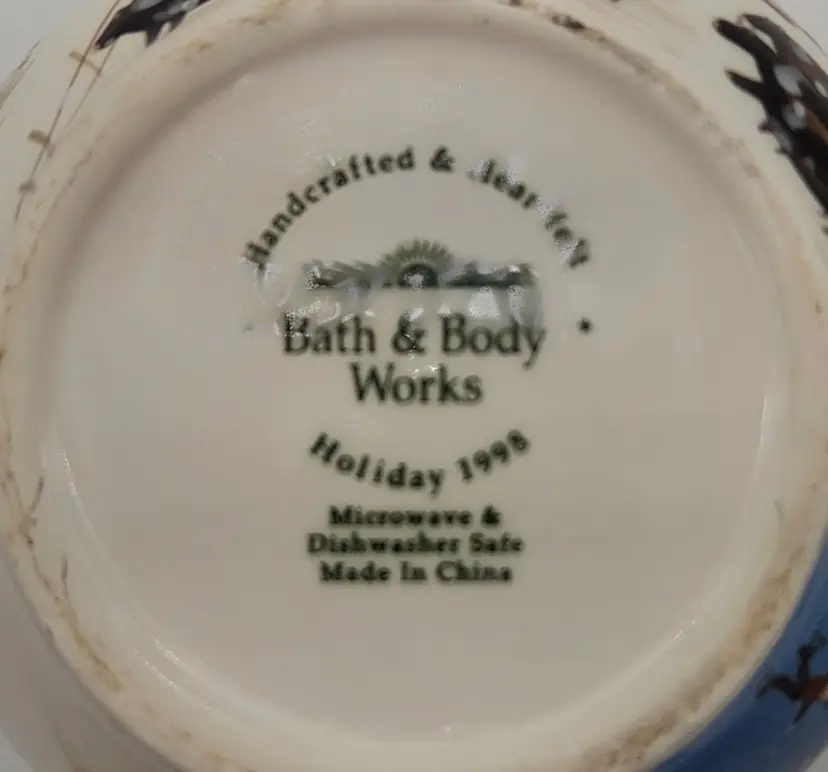 Handcrafted & Heartfelt
Bath & Body
Works
Holiday 1998
Microwave &
Dishwasher Safe
Made In China